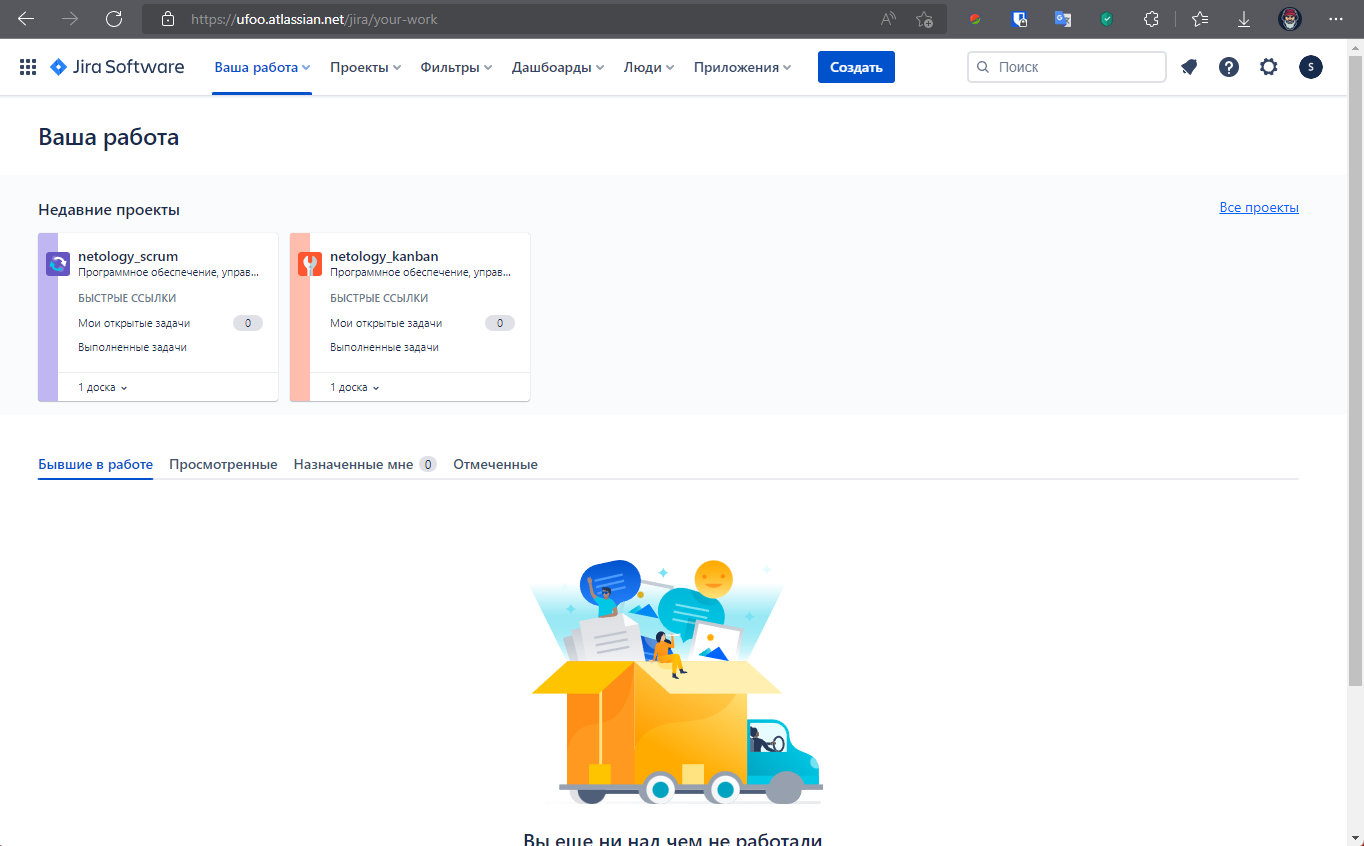 https://ufoo.atlassian.net/jira/your-work
Jira Software Ваша работа Проекты Фильтры Дашборды Люди Приложения Создать Поиск S
Ваша работа
Недавние проекты Все проекты
netology_scrum
Программное обеспечение, управ...
БЫСТРЫЕ ССЫЛКИ
Мои открытые задачи 0
Выполненные задачи
1 доска
netology_kanban
Программное обеспечение, управ...
БЫСТРЫЕ ССЫЛКИ
Мои открытые задачи 0
Выполненные задачи
1 доска
Бывшие в работе Просмотренные Назначенные мне 0 Отмеченные
Вы еще ни над чем не работали